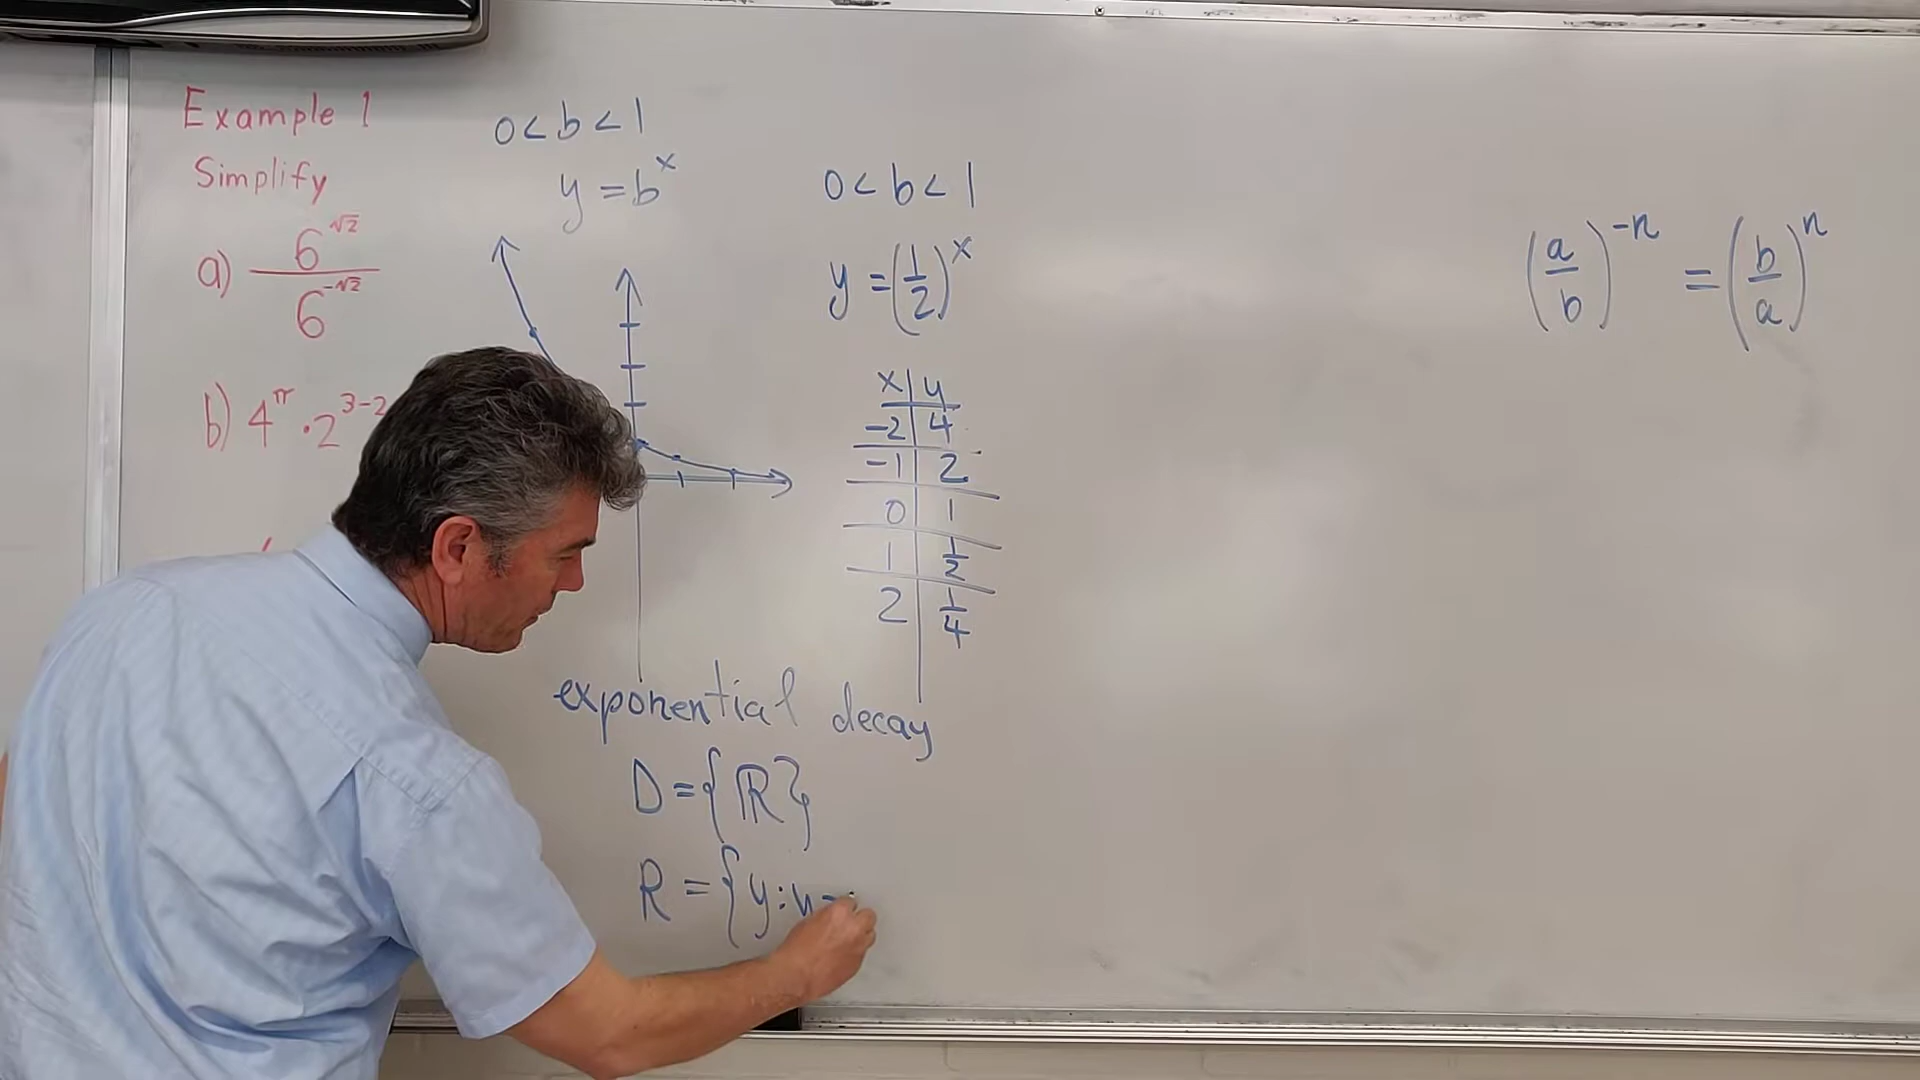 Example 1
Simplify
a) 6^√2 / 6^-√2
b) 4^π · 2^3-2
0 < b < 1
y = b^x
0 < b < 1
y = (1/2)^x
x | y
-2 | 4
-1 | 2
0 | 1
1 | 1/2
2 | 1/4
exponential decay
D = {ℝ}
R = {y: y
(a/b)^-n = (b/a)^n